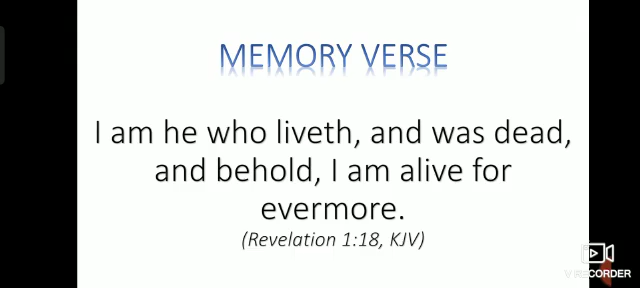 MEMORY VERSE
I am he who liveth, and was dead,
and behold, I am alive for
evermore.
(Revelation 1:18, KJV)
V RECORDER